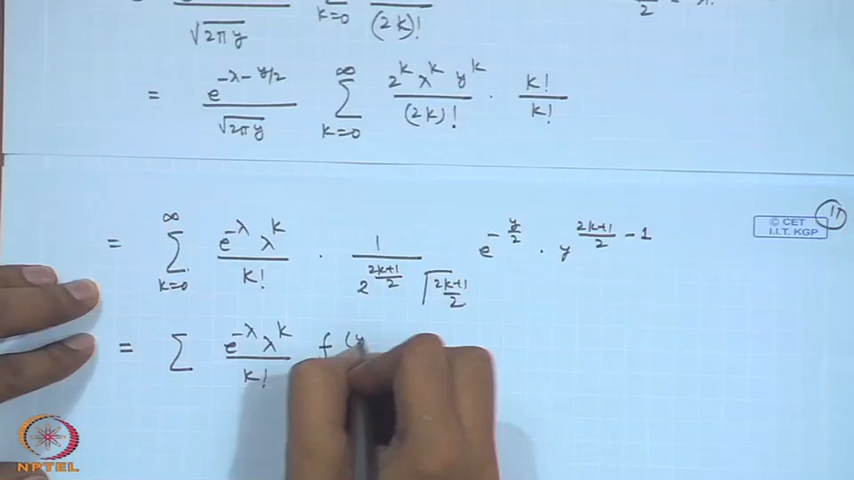 √2πy k=0 (2k)! 2
= e^{-λ-y/2} / √2πy ∑_{k=0}^{∞} 2^k λ^k y^k / (2k)! · k! / k!
= ∑_{k=0}^{∞} e^{-λ} λ^k / k! · 1 / 2^{(2k+1)/2} Γ(2k+1)/2 e^{-y/2} · y^{(2k+1)/2 - 1}
© CET
I.I.T. KGP
11
= ∑ e^{-λ} λ^k / k! f (y
NPTEL